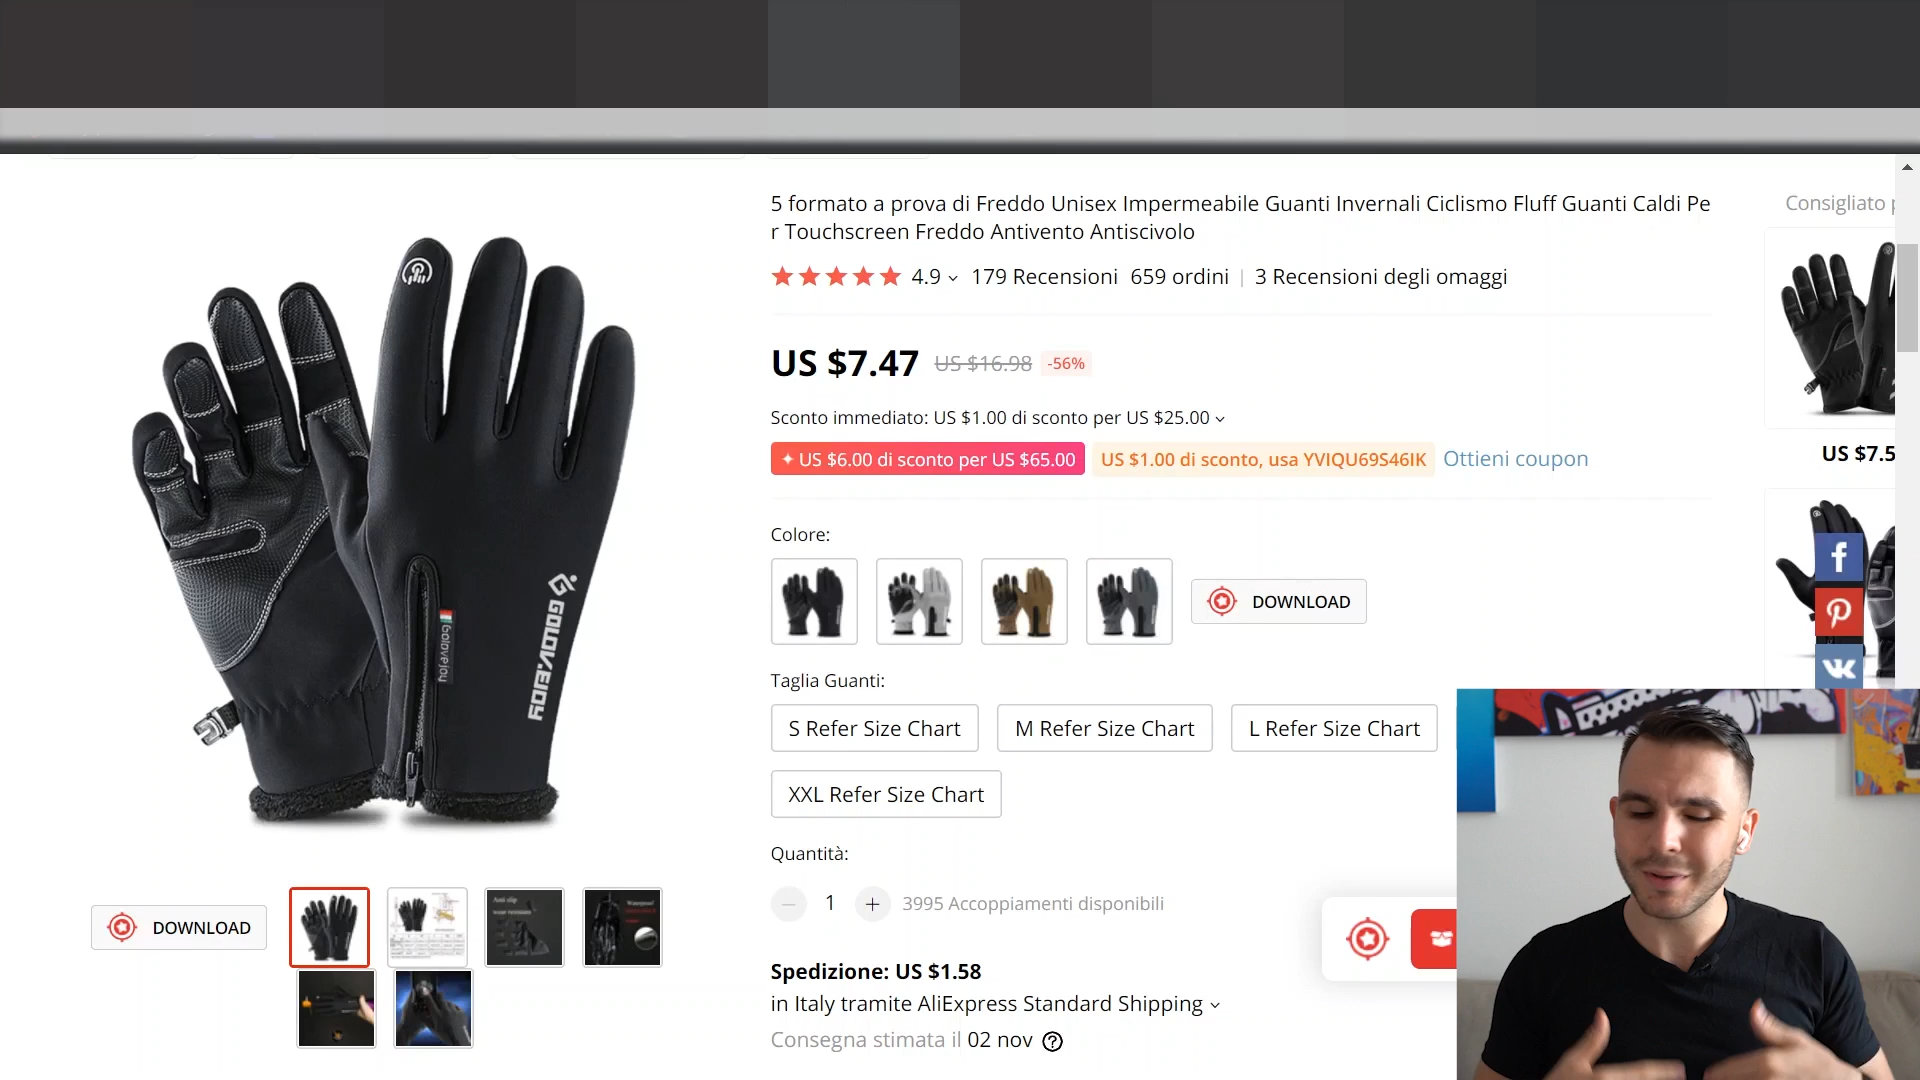 5 formato a prova di Freddo Unisex Impermeabile Guanti Invernali Ciclismo Fluff Guanti Caldi Pe
r Touchscreen Freddo Antivento Antiscivolo
4.9 179 Recensioni 659 ordini | 3 Recensioni degli omaggi
US $7.47 US $16.98 -56%
Sconto immediato: US $1.00 di sconto per US $25.00
US $6.00 di sconto per US $65.00 US $1.00 di sconto, usa YVIQU69S46IK Ottieni coupon
Colore:
DOWNLOAD
Taglia Guanti:
S Refer Size Chart M Refer Size Chart L Refer Size Chart
XXL Refer Size Chart
Quantità:
1 3995 Accoppiamenti disponibili
Spedizione: US $1.58
in Italy tramite AliExpress Standard Shipping
Consegna stimata il 02 nov
Consigliato
US $7.5
GOLOVEJOY
Golovejoy
DOWNLOAD
Anti slip
Waterproof